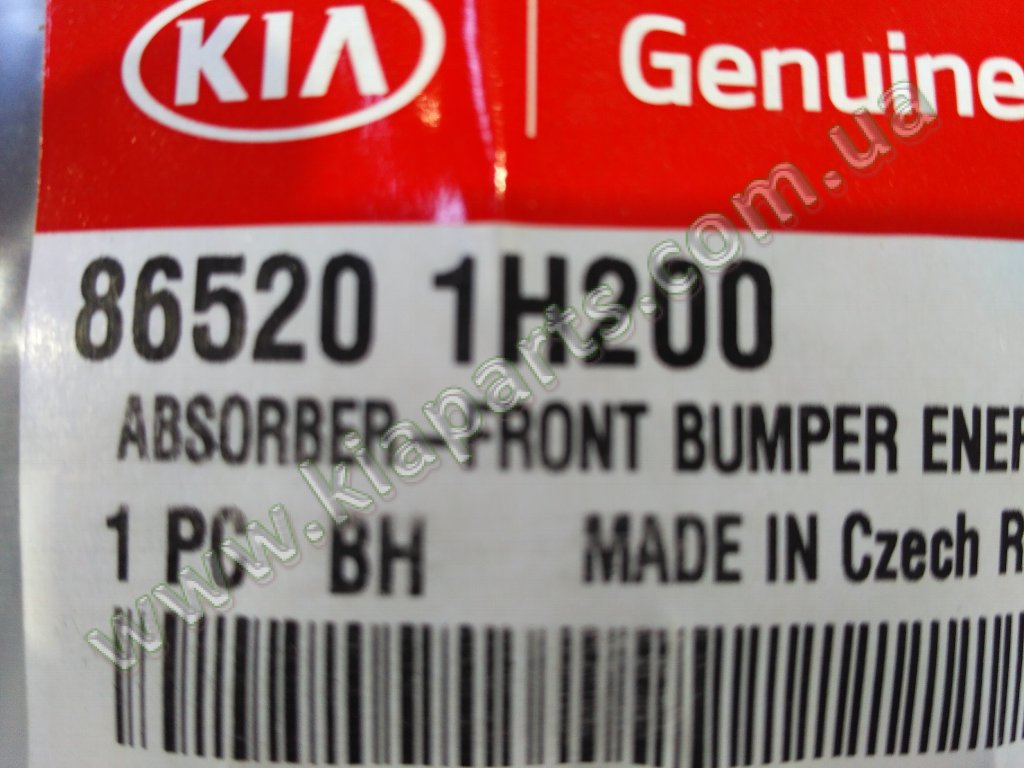 KIA Genuine
86520 1H200
ABSORBER-FRONT BUMPER ENER
1 PC BH MADE IN Czech R
www.kiaparts.com.ua